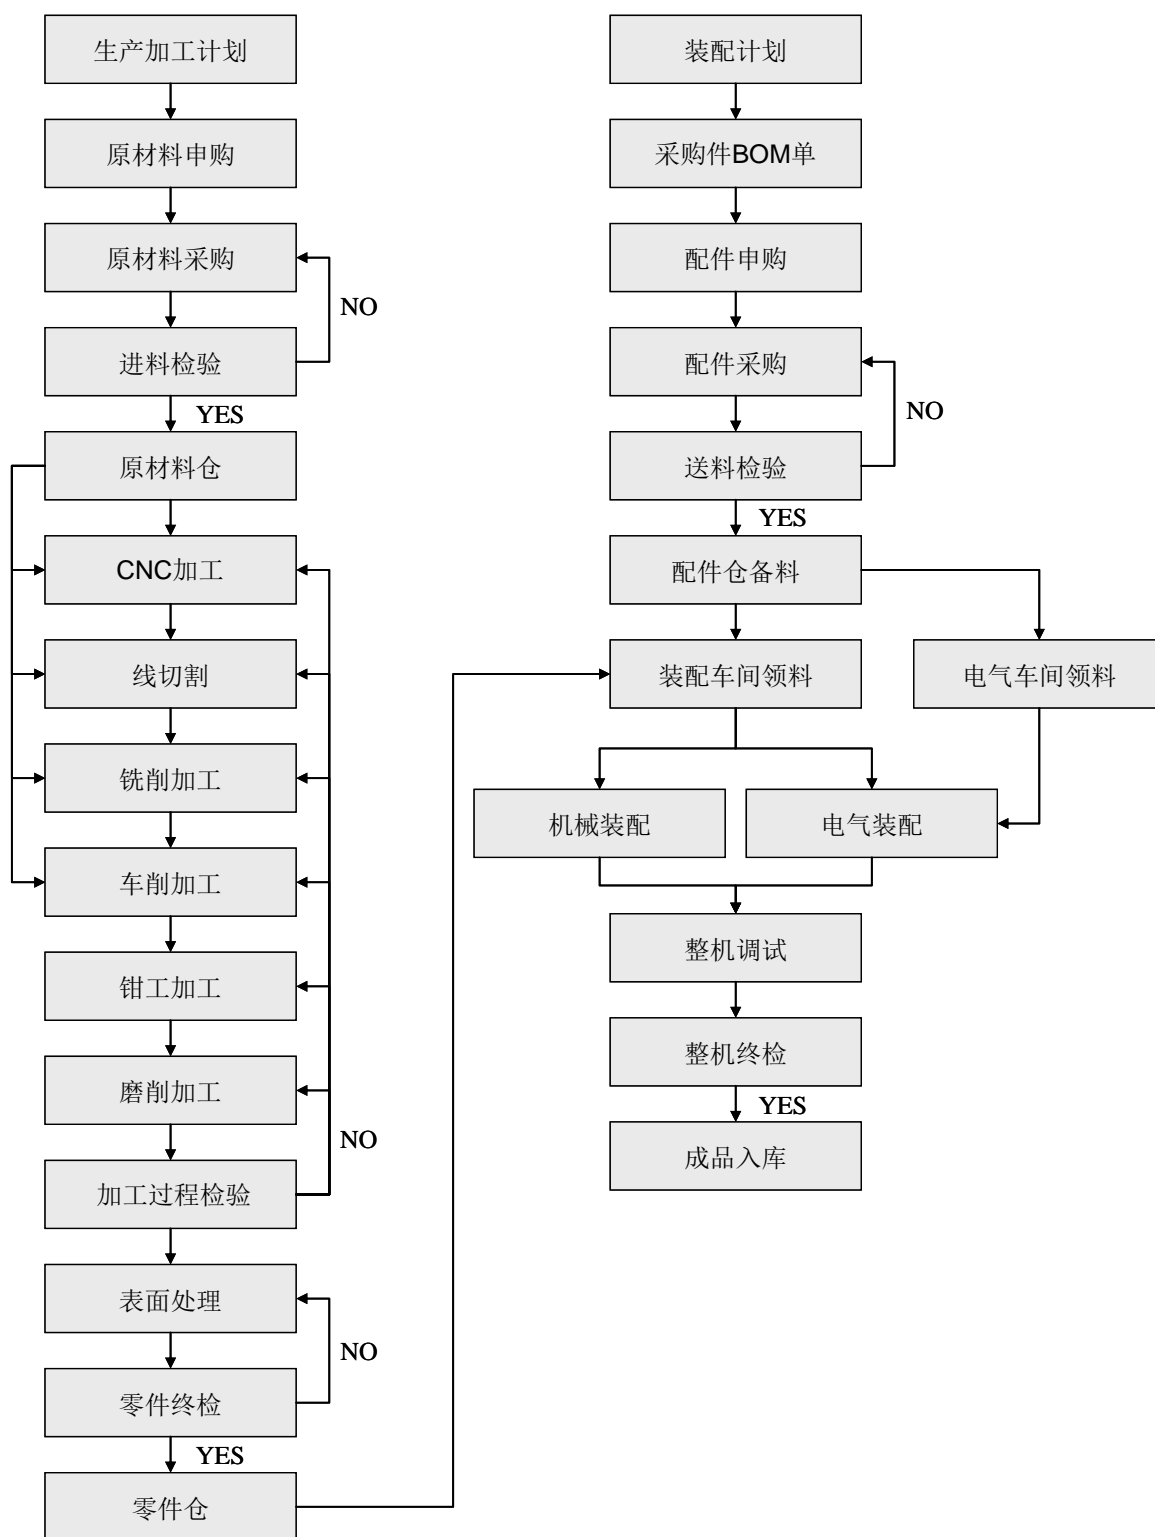 生产加工计划
原材料申购
原材料采购
NO
进料检验
YES
原材料仓
CNC加工
线切割
铣削加工
车削加工
钳工加工
磨削加工
NO
加工过程检验
表面处理
NO
零件终检
YES
零件仓
装配计划
采购件BOM单
配件申购
配件采购
NO
送料检验
YES
配件仓备料
装配车间领料
电气车间领料
机械装配
电气装配
整机调试
整机终检
YES
成品入库